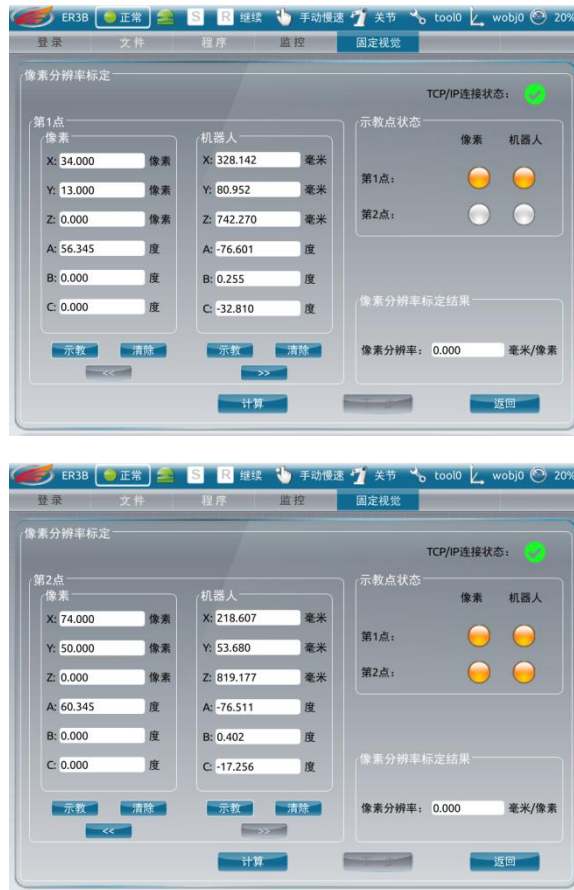 ER3B 正常 S R 继续 手动慢速 关节 tool0 wobj0 20%
登录 文件 程序 监控 固定视觉
像素分辨率标定
TCP/IP连接状态：
第1点 示教点状态
像素 机器人 像素 机器人
X: 34.000 像素 X: 328.142 毫米
Y: 13.000 像素 Y: 80.952 毫米 第1点：
Z: 0.000 像素 Z: 742.270 毫米 第2点：
A: 56.345 度 A: -76.601 度
B: 0.000 度 B: 0.255 度
像素分辨率标定结果
C: 0.000 度 C: -32.810 度
示教 清除 示教 清除 像素分辨率： 0.000 毫米/像素
<< >>
计算 返回
ER3B 正常 S R 继续 手动慢速 关节 tool0 wobj0 20%
登录 文件 程序 监控 固定视觉
像素分辨率标定
TCP/IP连接状态：
第2点 示教点状态
像素 机器人 像素 机器人
X: 74.000 像素 X: 218.607 毫米
Y: 50.000 像素 Y: 53.680 毫米 第1点：
Z: 0.000 像素 Z: 819.177 毫米 第2点：
A: 60.345 度 A: -76.511 度
B: 0.000 度 B: 0.402 度
像素分辨率标定结果
C: 0.000 度 C: -17.256 度
示教 清除 示教 清除 像素分辨率： 0.000 毫米/像素
<< >>
计算 返回